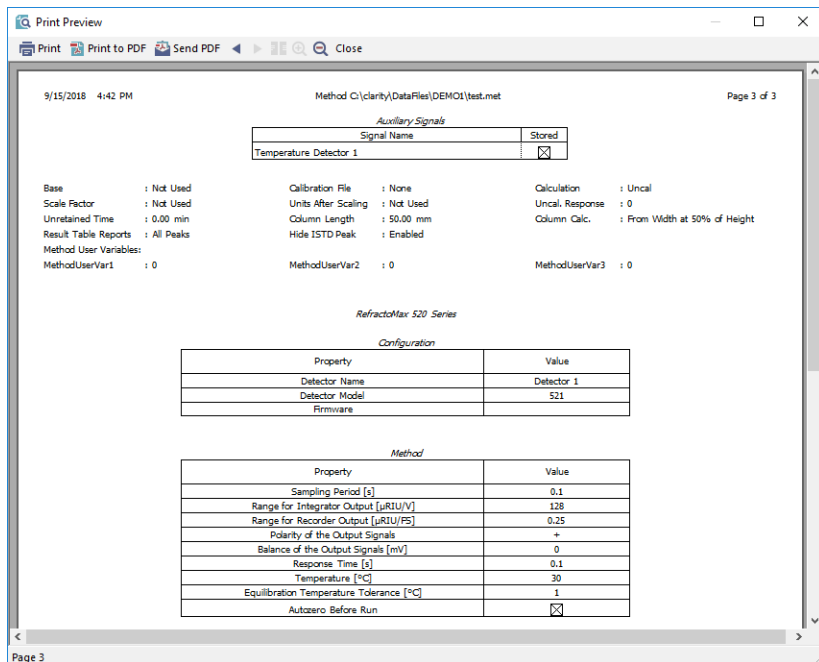 Print Preview
Print Print to PDF Send PDF Close
9/15/2018 4:42 PM Method C:\clarity\DataFiles\DEMO1\test.met Page 3 of 3
Auxiliary Signals
Signal Name Stored
Temperature Detector 1
Base : Not Used Calibration File : None Calculation : Uncal
Scale Factor : Not Used Units After Scaling : Not Used Uncal. Response : 0
Unretained Time : 0.00 min Column Length : 50.00 mm Column Calc. : From Width at 50% of Height
Result Table Reports : All Peaks Hide ISTD Peak : Enabled
Method User Variables:
MethodUserVar1 : 0 MethodUserVar2 : 0 MethodUserVar3 : 0
RefractoMax 520 Series
Configuration
Property Value
Detector Name Detector 1
Detector Model 521
Firmware
Method
Property Value
Sampling Period [s] 0.1
Range for Integrator Output [µRIU/V] 128
Range for Recorder Output [µRIU/FS] 0.25
Polarity of the Output Signals +
Balance of the Output Signals [mV] 0
Response Time [s] 0.1
Temperature [°C] 30
Equilibration Temperature Tolerance [°C] 1
Autozero Before Run
Page 3